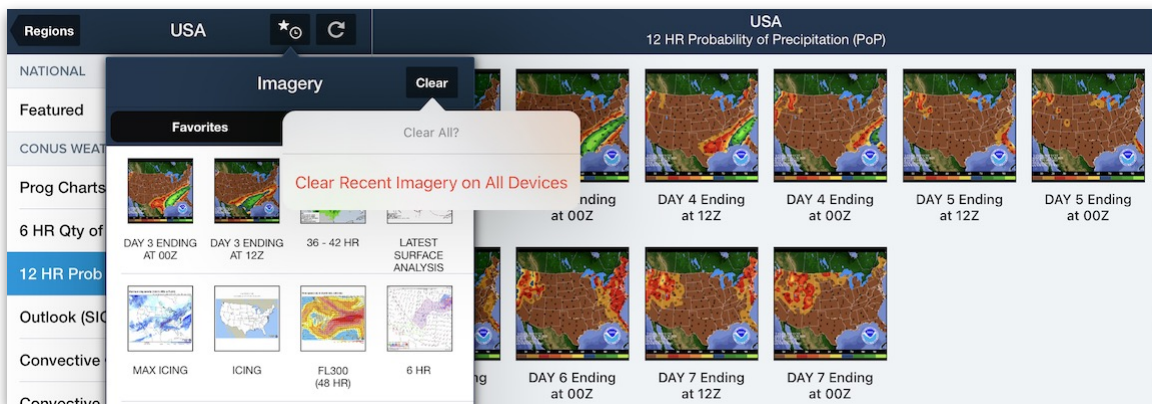 Regions
USA
USA
12 HR Probability of Precipitation (PoP)
NATIONAL
Featured
CONUS WEAT
Prog Charts
6 HR Qty of
12 HR Prob
Outlook (SIG
Convective
Convective
Imagery
Clear
Favorites
Clear All?
Clear Recent Imagery on All Devices
DAY 3 ENDING
AT 00Z
DAY 3 ENDING
AT 12Z
36 - 42 HR
LATEST
SURFACE
ANALYSIS
MAX ICING
ICING
FL300
(48 HR)
6 HR
nding
at 00Z
DAY 4 Ending
at 12Z
DAY 4 Ending
at 00Z
DAY 5 Ending
at 12Z
DAY 5 Ending
at 00Z
ng
DAY 6 Ending
at 00Z
DAY 7 Ending
at 12Z
DAY 7 Ending
at 00Z